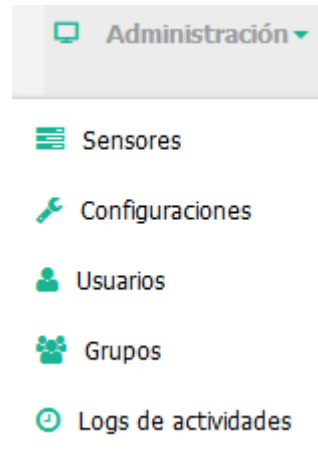 Administración
Sensores
Configuraciones
Usuarios
Grupos
Logs de actividades